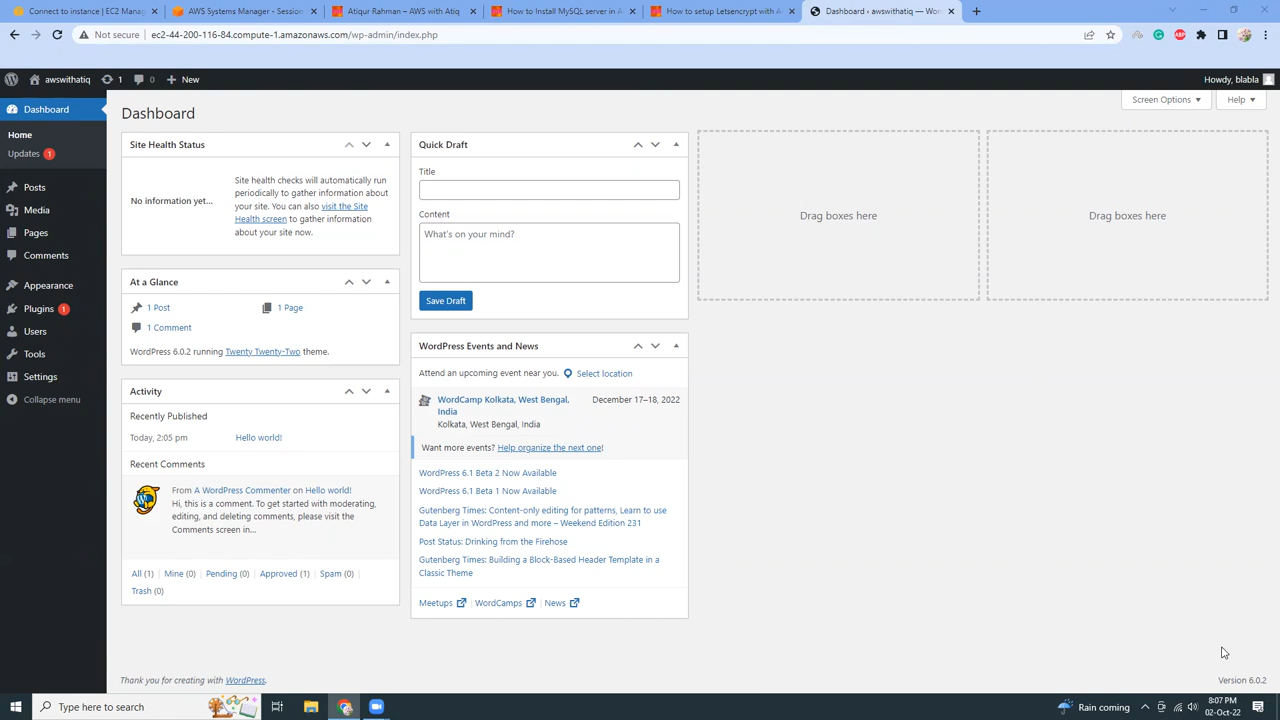 Connect to instance | EC2 Manag
AWS Systems Manager - Session
Atiqur Rahman – AWS with Atiq
How to Install MySQL server in A
How to setup Letsencrypt with A
Dashboard ‹ awswithatiq — Wor
Not secure | ec2-44-200-116-84.compute-1.amazonaws.com/wp-admin/index.php
awswithatiq 1 0 New
Howdy, blabla
Dashboard
Home
Updates 1
Posts
Media
Pages
Comments
Appearance
Plugins 1
Users
Tools
Settings
Collapse menu
Screen Options
Help
Dashboard
Site Health Status
No information yet...
Site health checks will automatically run
periodically to gather information about
your site. You can also visit the Site
Health screen to gather information
about your site now.
At a Glance
1 Post
1 Page
1 Comment
WordPress 6.0.2 running Twenty Twenty-Two theme.
Activity
Recently Published
Today, 2:05 pm
Hello world!
Recent Comments
From A WordPress Commenter on Hello world!
Hi, this is a comment. To get started with moderating,
editing, and deleting comments, please visit the
Comments screen in…
All (1) | Mine (0) | Pending (0) | Approved (1) | Spam (0) |
Trash (0)
Quick Draft
Title
Content
What's on your mind?
Save Draft
WordPress Events and News
Attend an upcoming event near you. Select location
WordCamp Kolkata, West Bengal,
India
December 17–18, 2022
Kolkata, West Bengal, India
Want more events? Help organize the next one!
WordPress 6.1 Beta 2 Now Available
WordPress 6.1 Beta 1 Now Available
Gutenberg Times: Content-only editing for patterns, Learn to use
Data Layer in WordPress and more – Weekend Edition 231
Post Status: Drinking from the Firehose
Gutenberg Times: Building a Block-Based Header Template in a
Classic Theme
Meetups | WordCamps | News
Drag boxes here
Drag boxes here
Thank you for creating with WordPress.
Version 6.0.2
Type here to search
Rain coming
8:07 PM
02-Oct-22